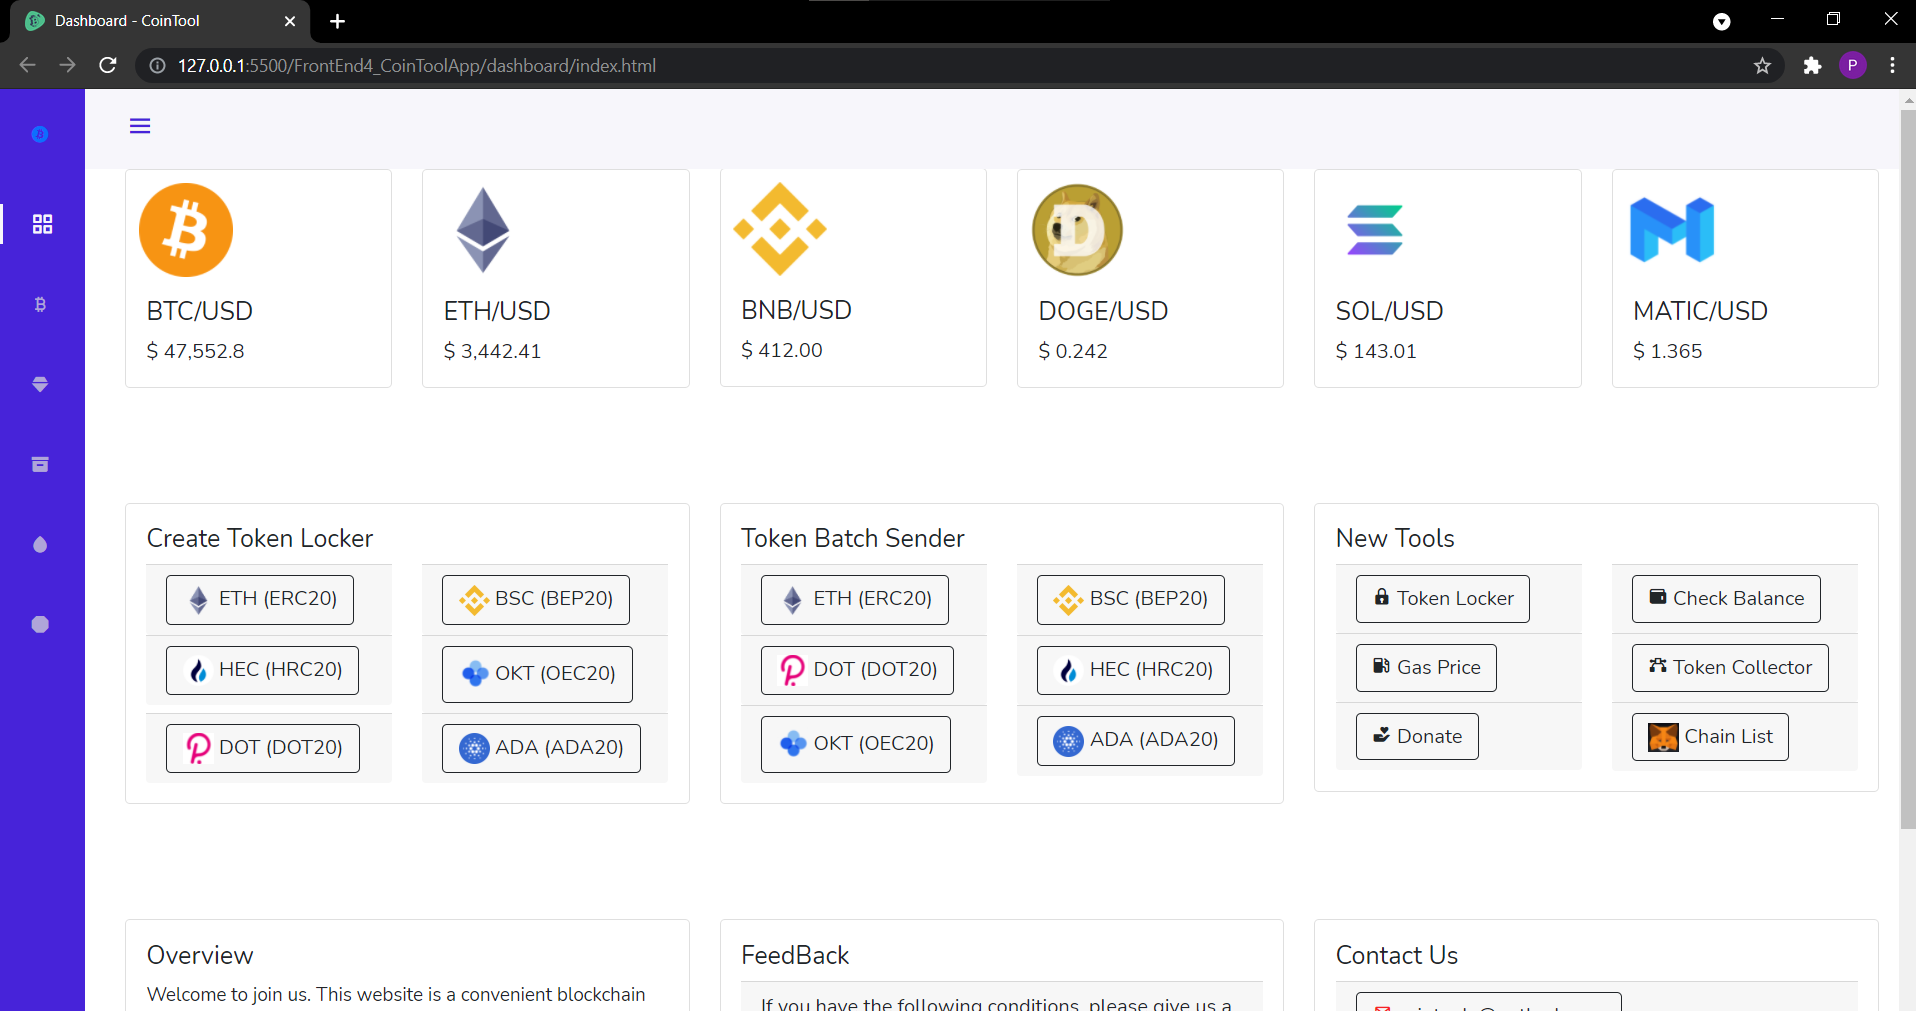 Dashboard - CoinTool
127.0.0.1:5500/FrontEnd4_CoinToolApp/dashboard/index.html
P
BTC/USD
$ 47,552.8
ETH/USD
$ 3,442.41
BNB/USD
$ 412.00
DOGE/USD
$ 0.242
SOL/USD
$ 143.01
MATIC/USD
$ 1.365
Create Token Locker
ETH (ERC20)
BSC (BEP20)
HEC (HRC20)
OKT (OEC20)
DOT (DOT20)
ADA (ADA20)
Token Batch Sender
ETH (ERC20)
BSC (BEP20)
DOT (DOT20)
HEC (HRC20)
OKT (OEC20)
ADA (ADA20)
New Tools
Token Locker
Check Balance
Gas Price
Token Collector
Donate
Chain List
Overview
Welcome to join us. This website is a convenient blockchain
FeedBack
If you have the following conditions, please give us a
Contact Us